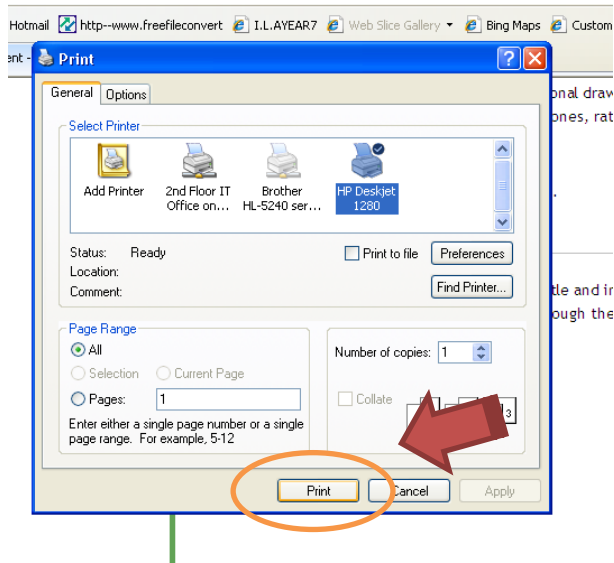 Hotmail http--www.freefileconvert I.L.AYEAR7 Web Slice Gallery Bing Maps Custom
ent - Print
General Options
onal draw
ones, rat
Select Printer
Add Printer 2nd Floor IT Brother HP Deskjet
Office on... HL-5240 ser... 1280
.
Status: Ready Print to file Preferences
Location:
Comment: Find Printer...
tle and in
ough the
Page Range
All Number of copies: 1
Selection Current Page
Pages: 1 Collate
3
Enter either a single page number or a single
page range. For example, 5-12
Print Cancel Apply